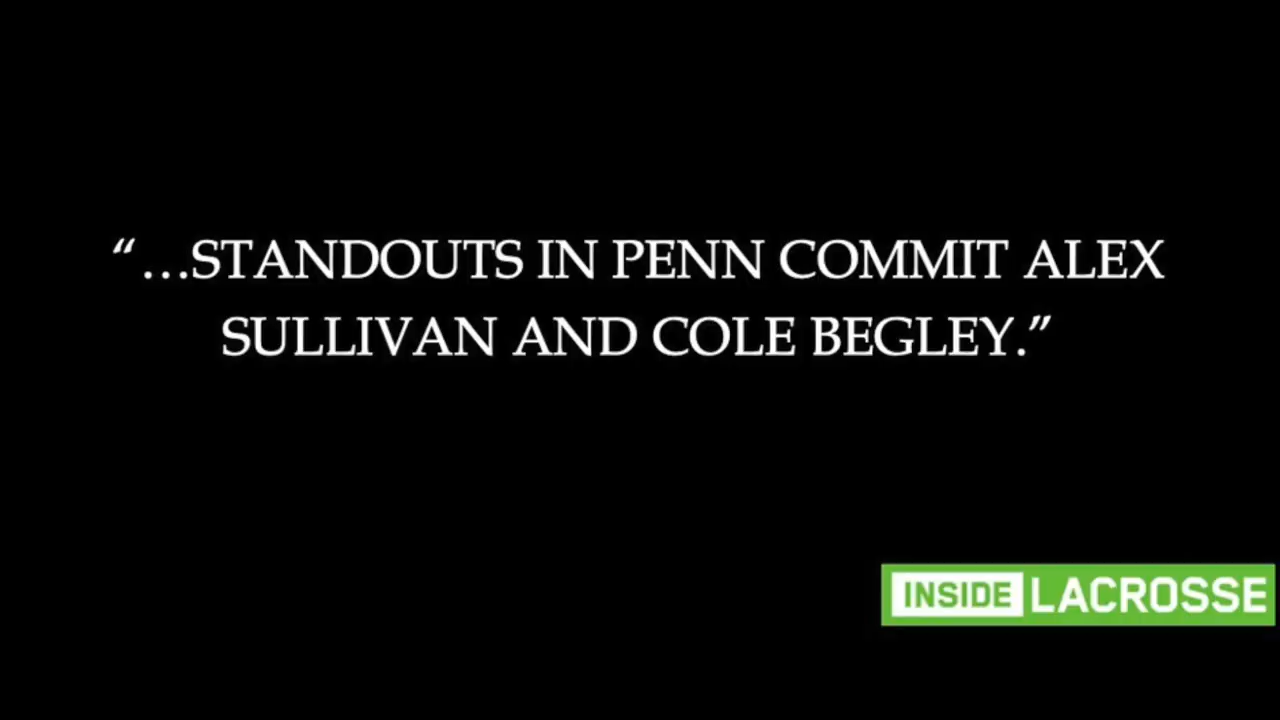 “…STANDOUTS IN PENN COMMIT ALEX
SULLIVAN AND COLE BEGLEY.”
INSIDE LACROSSE